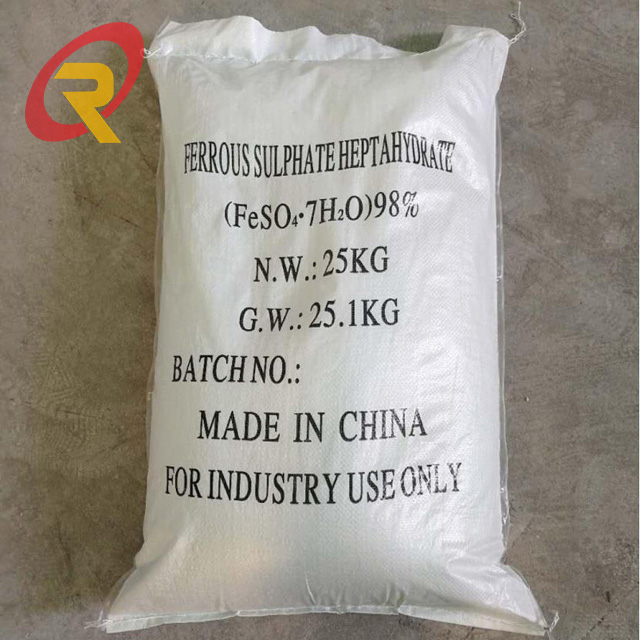 FERROUS SULPHATE HEPTAHYDRATE
(FeSO₄·7H₂O)98%
N.W.: 25KG
G.W.: 25.1KG
BATCH NO.:
MADE IN CHINA
FOR INDUSTRY USE ONLY